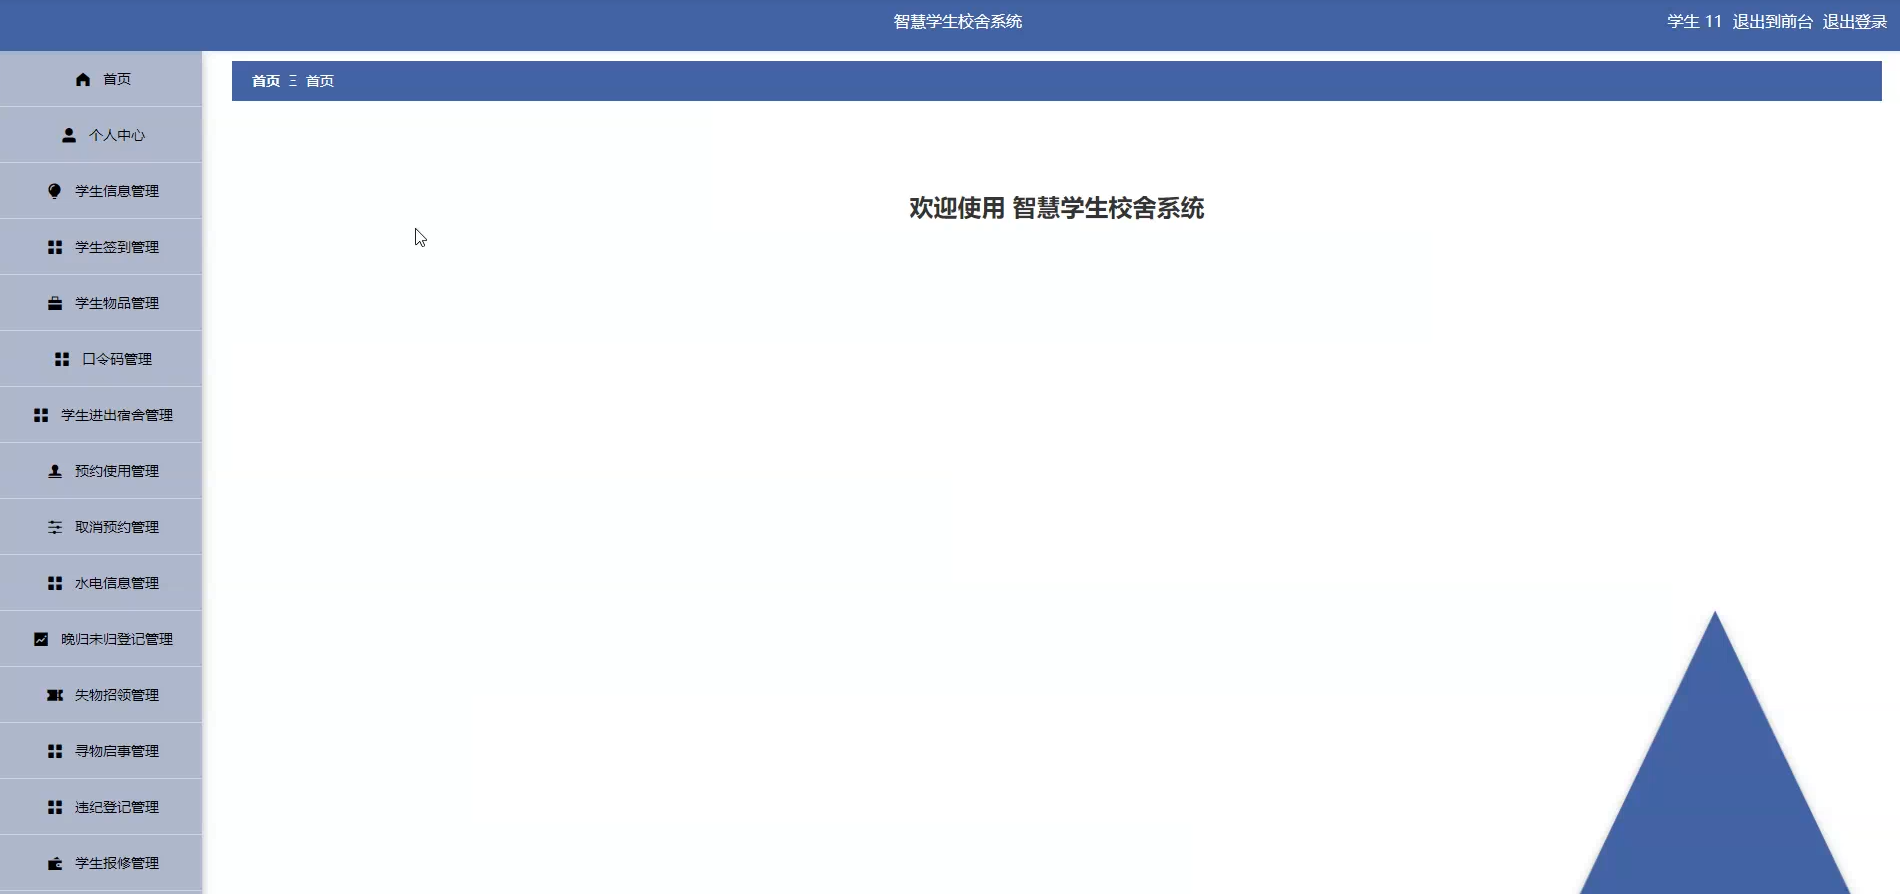 智慧学生校舍系统
学生 11 退出到前台 退出登录
首页
个人中心
学生信息管理
学生签到管理
学生物品管理
口令码管理
学生进出宿舍管理
预约使用管理
取消预约管理
水电信息管理
晚归未归登记管理
失物招领管理
寻物启事管理
违纪登记管理
学生报修管理
首页 Ξ 首页
欢迎使用 智慧学生校舍系统